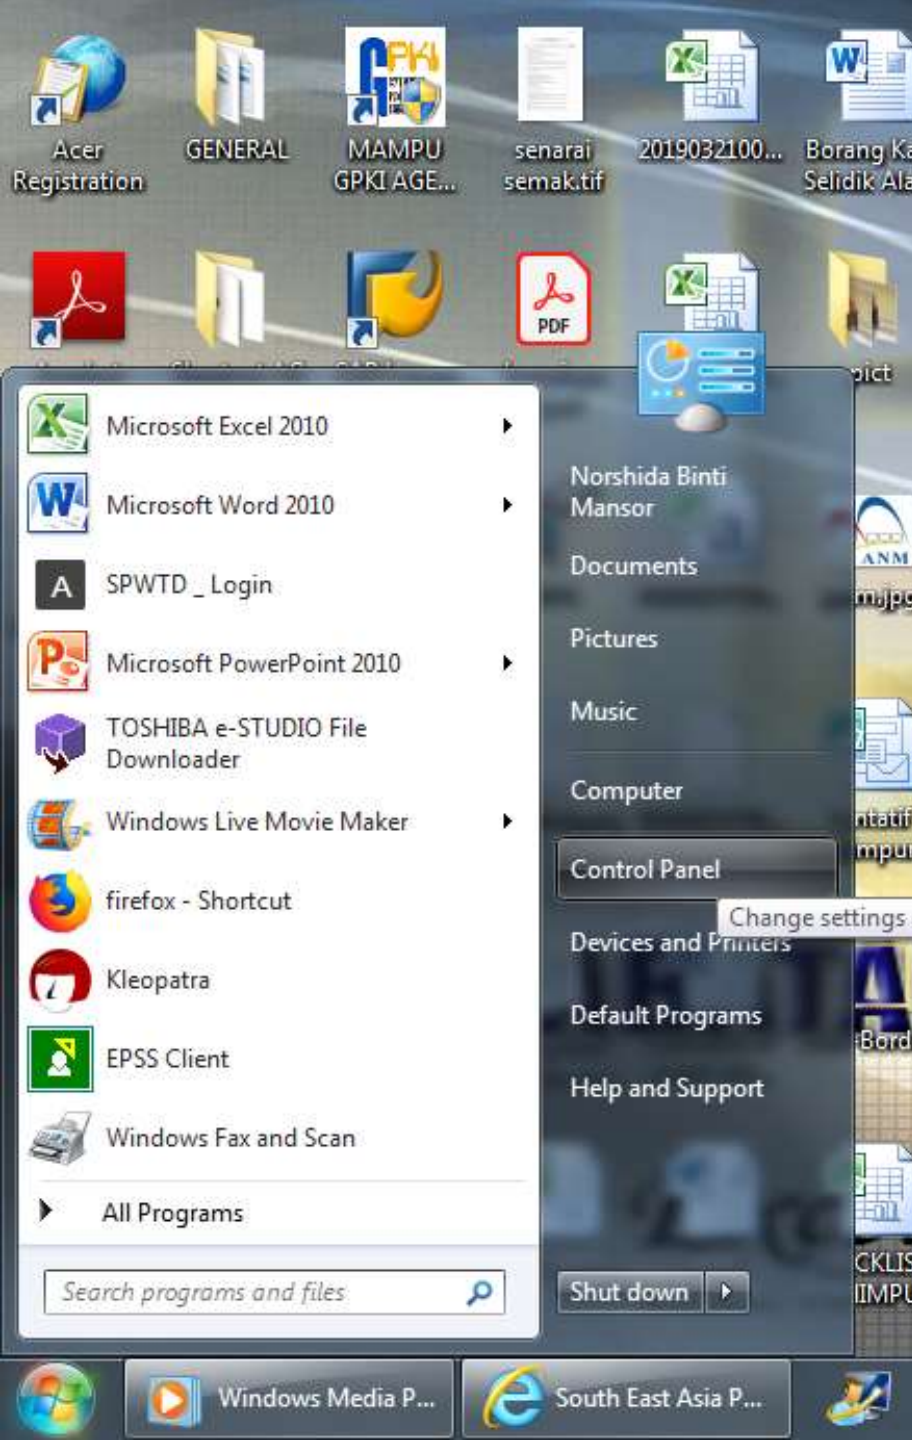 Acer
Registration
GENERAL
MAMPU
GPKI AGE...
senarai
semak.tif
2019032100...
Borang Ka
Selidik Ala
GPKI
PDF
pict
Microsoft Excel 2010
Microsoft Word 2010
A
SPWTD _ Login
Microsoft PowerPoint 2010
TOSHIBA e-STUDIO File
Downloader
Windows Live Movie Maker
firefox - Shortcut
Kleopatra
EPSS Client
Windows Fax and Scan
All Programs
Search programs and files
Norshida Binti
Mansor
Documents
Pictures
Music
Computer
Control Panel
Change settings
Devices and Printers
Default Programs
Help and Support
Shut down
ANM
m.jpg
ntatif
mpu
Bord
CKLIS
IIMPU
Windows Media P...
South East Asia P...